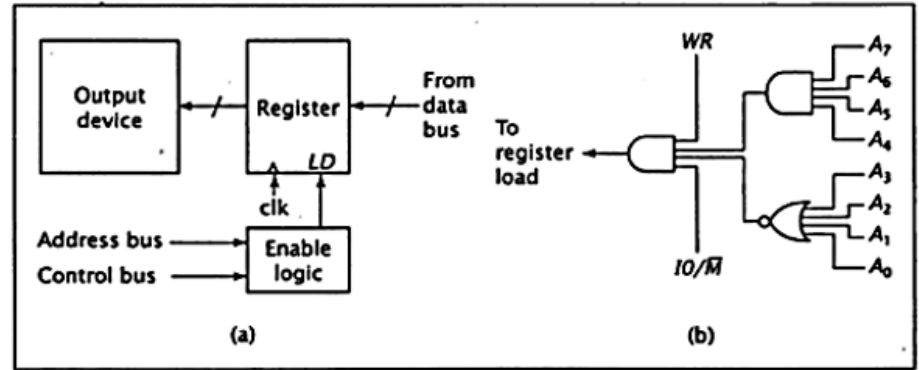 Output
device
Register
LD
clk
From
data
bus
Address bus
Control bus
Enable
logic
(a)
WR
To
register
load
IO/M̅
A₇
A₆
A₅
A₄
A₃
A₂
A₁
A₀
(b)